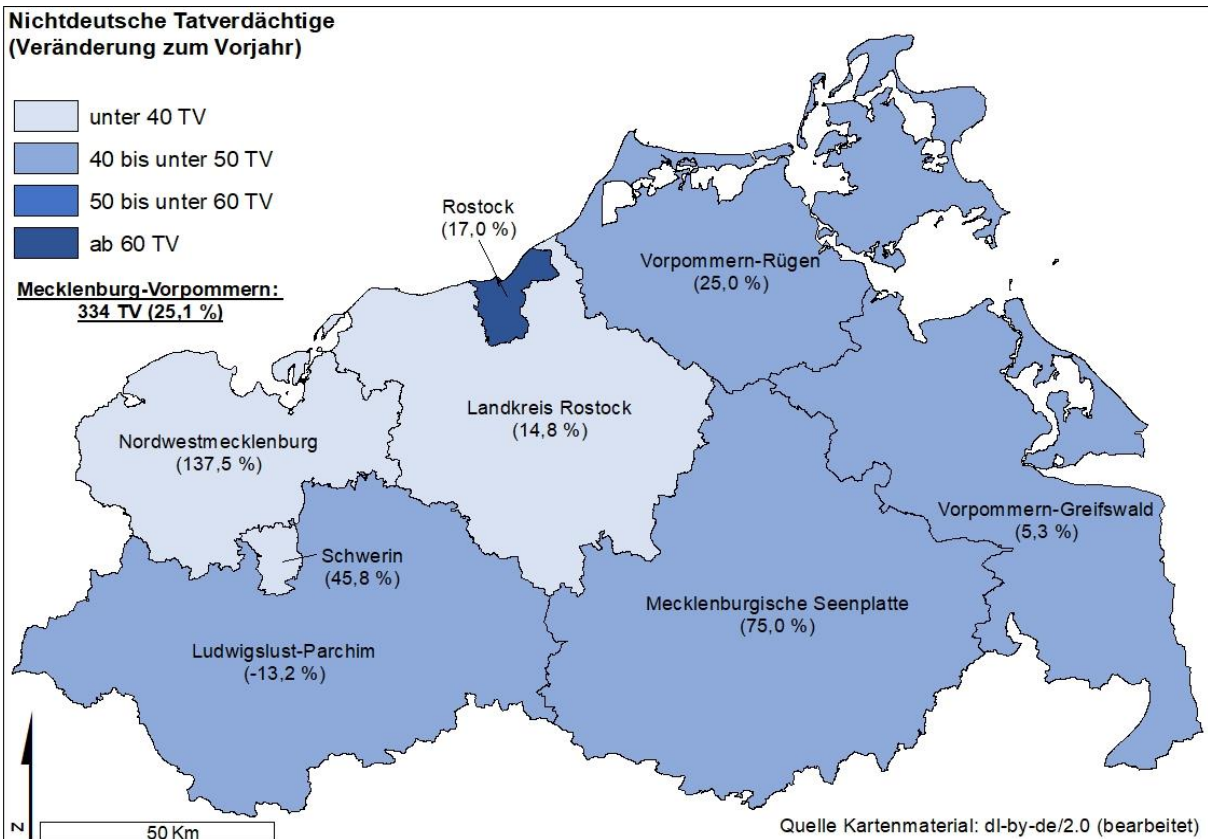 Nichtdeutsche Tatverdächtige
(Veränderung zum Vorjahr)
unter 40 TV
40 bis unter 50 TV
50 bis unter 60 TV
ab 60 TV
Mecklenburg-Vorpommern:
334 TV (25,1 %)
Rostock
(17,0 %)
Vorpommern-Rügen
(25,0 %)
Landkreis Rostock
(14,8 %)
Nordwestmecklenburg
(137,5 %)
Vorpommern-Greifswald
(5,3 %)
Schwerin
(45,8 %)
Mecklenburgische Seenplatte
(75,0 %)
Ludwigslust-Parchim
(-13,2 %)
N
50 Km
Quelle Kartenmaterial: dl-by-de/2.0 (bearbeitet)